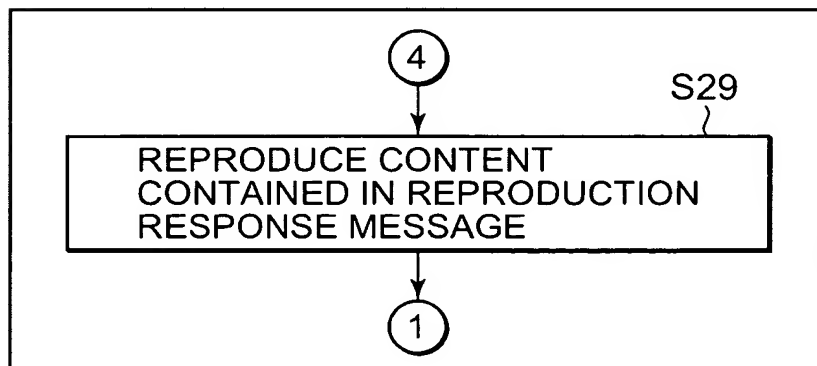 4
S29
REPRODUCE CONTENT
CONTAINED IN REPRODUCTION
RESPONSE MESSAGE
1